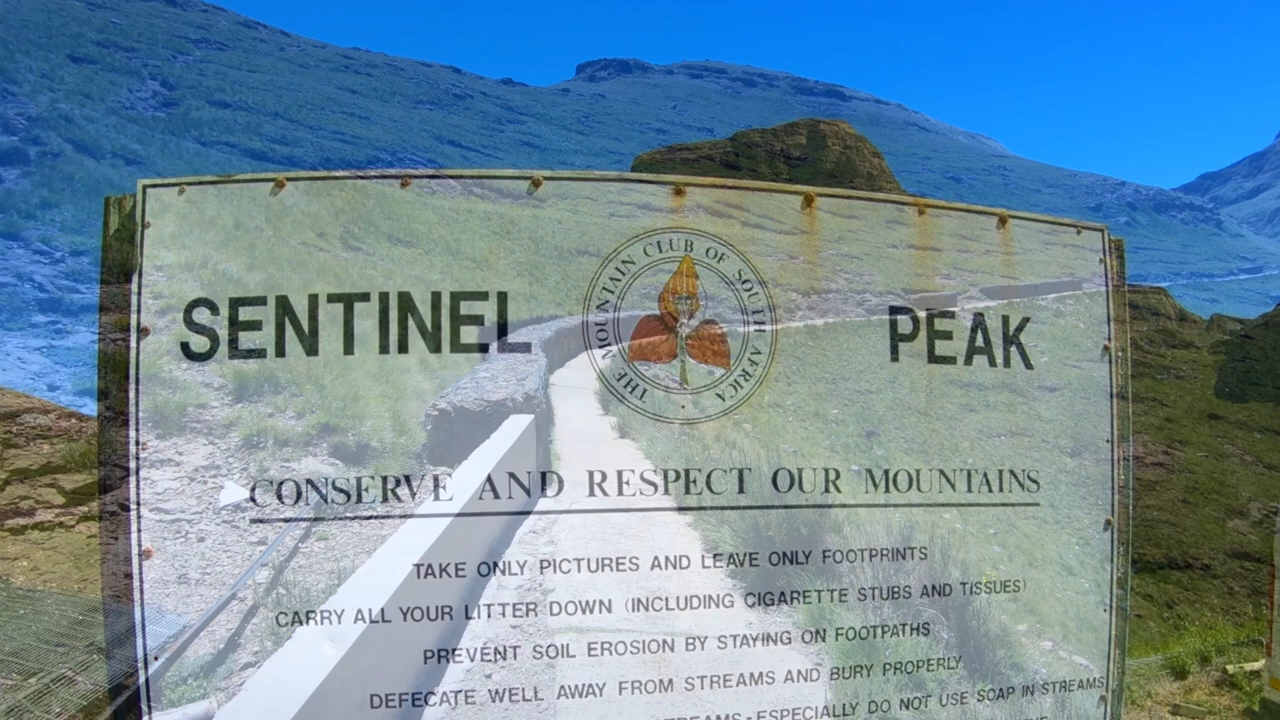 SENTINEL PEAK
THE MOUNTAIN CLUB OF SOUTH AFRICA
CONSERVE AND RESPECT OUR MOUNTAINS
TAKE ONLY PICTURES AND LEAVE ONLY FOOTPRINTS
CARRY ALL YOUR LITTER DOWN (INCLUDING CIGARETTE STUBS AND TISSUES)
PREVENT SOIL EROSION BY STAYING ON FOOTPATHS
DEFECATE WELL AWAY FROM STREAMS AND BURY PROPERLY
STREAMS - ESPECIALLY DO NOT USE SOAP IN STREAMS
THE